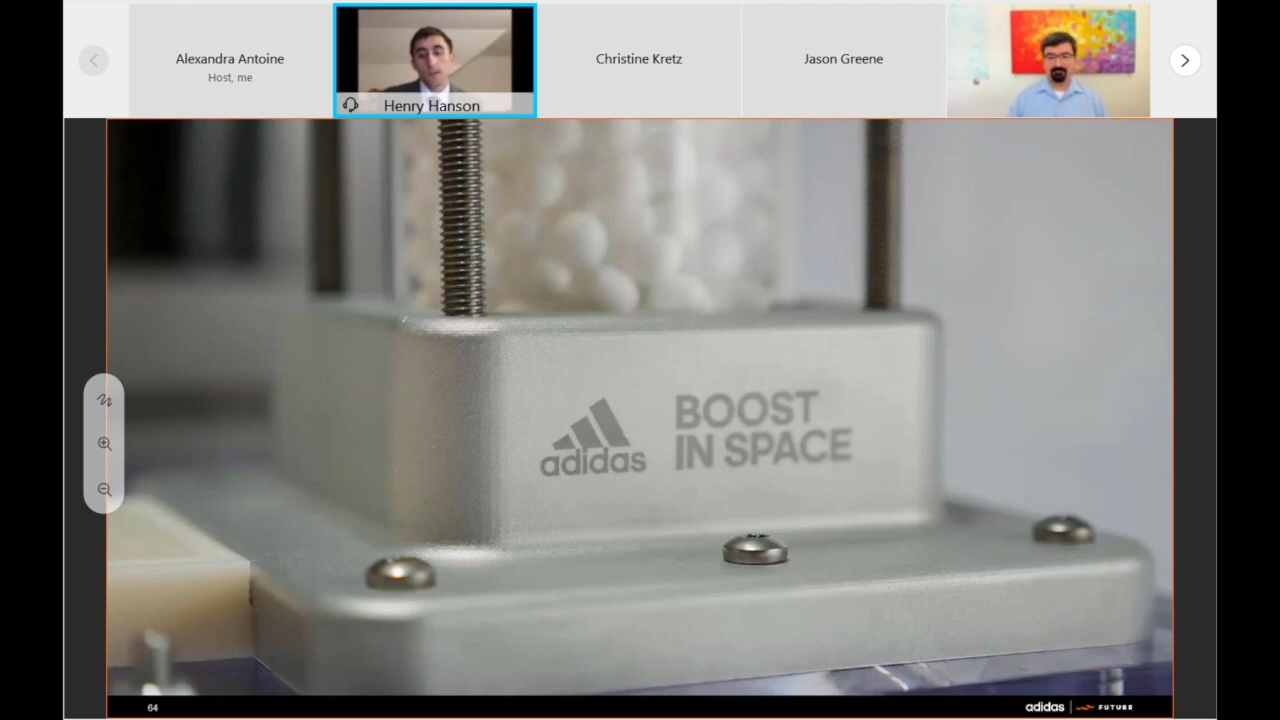 Alexandra Antoine
Host, me
Henry Hanson
Christine Kretz
Jason Greene
adidas
BOOST
IN SPACE
64
adidas
FUTURE